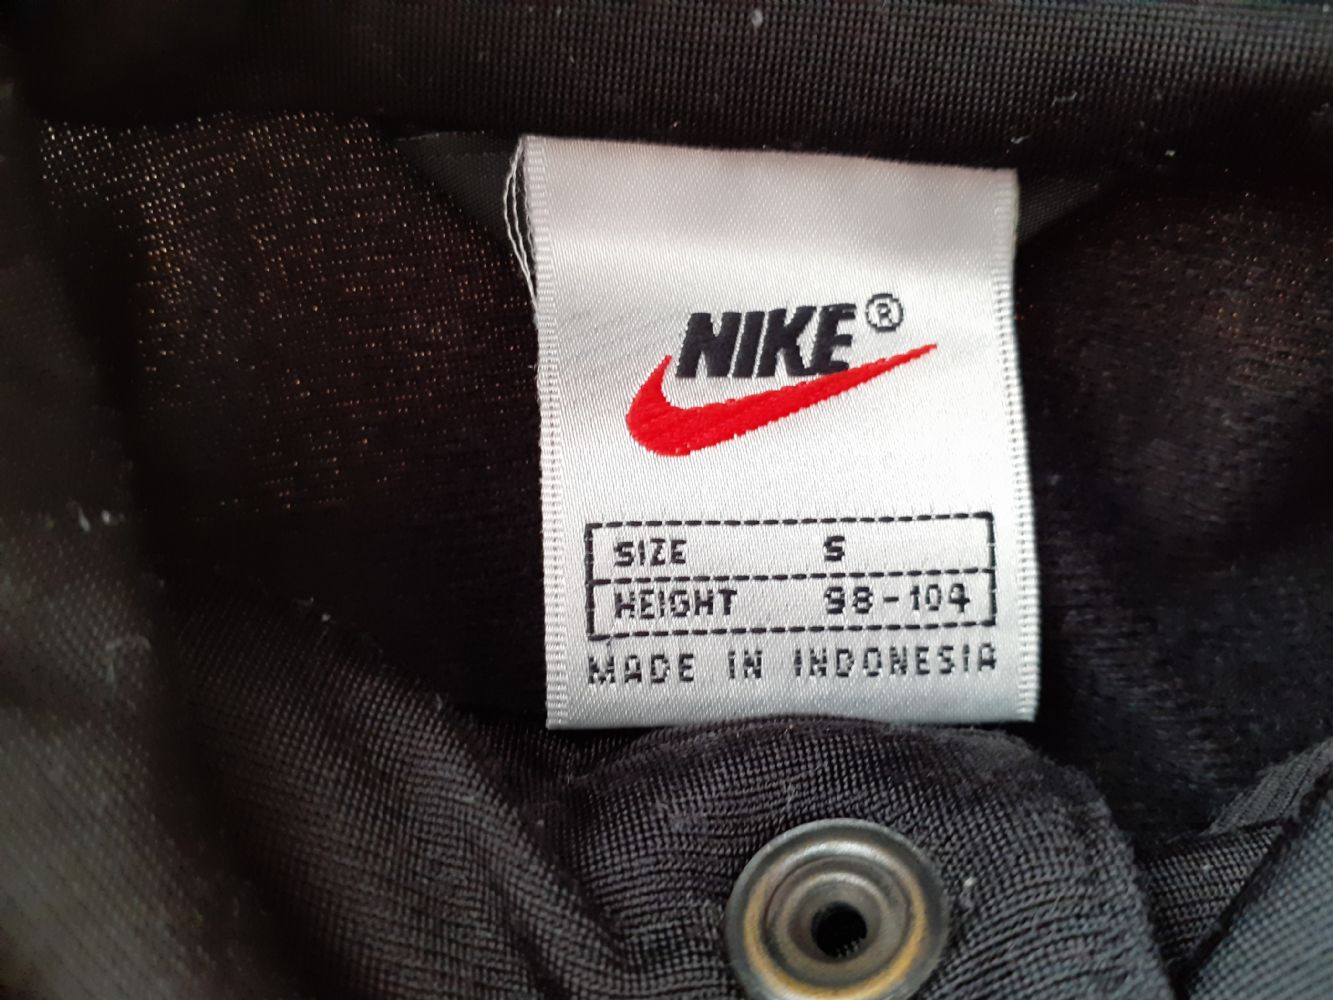 NIKE®
SIZE S
HEIGHT 98-104
MADE IN INDONESIA